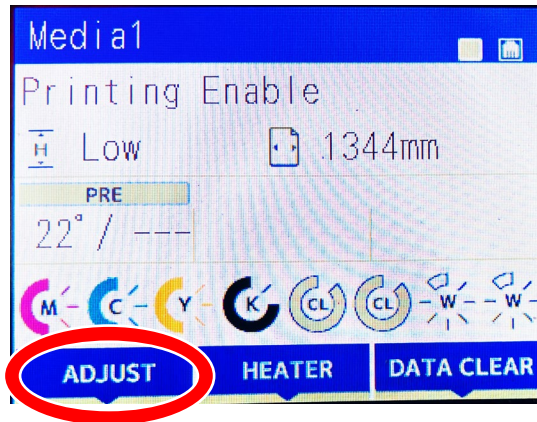 Media1
Printing Enable
H Low 1344mm
PRE
22°/ ---
M C Y K CL CL W W
ADJUST HEATER DATA CLEAR